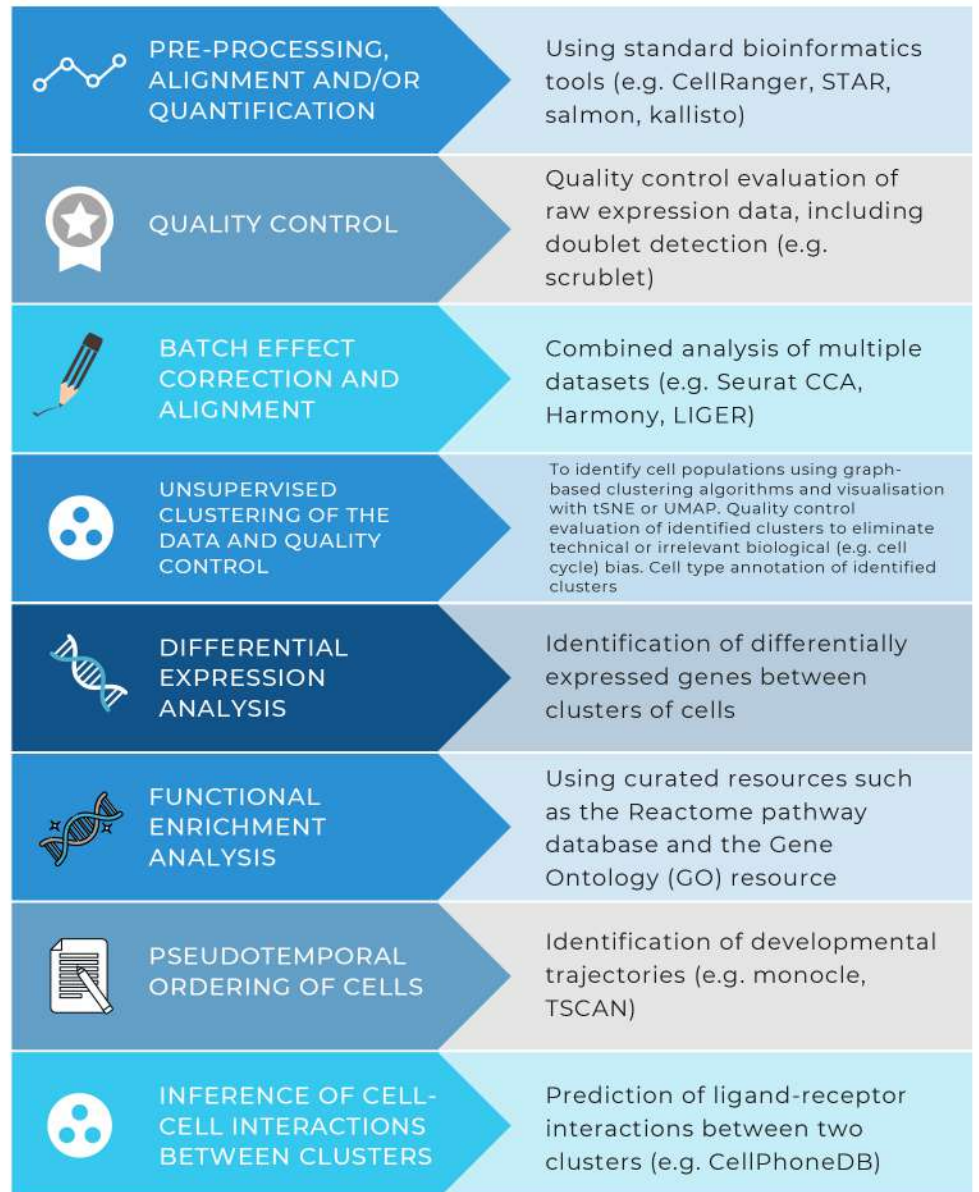 PRE-PROCESSING,
ALIGNMENT AND/OR
QUANTIFICATION
Using standard bioinformatics
tools (e.g. CellRanger, STAR,
salmon, kallisto)
QUALITY CONTROL
Quality control evaluation of
raw expression data, including
doublet detection (e.g.
scrublet)
BATCH EFFECT
CORRECTION AND
ALIGNMENT
Combined analysis of multiple
datasets (e.g. Seurat CCA,
Harmony, LIGER)
UNSUPERVISED
CLUSTERING OF THE
DATA AND QUALITY
CONTROL
To identify cell populations using graph-
based clustering algorithms and visualisation
with tSNE or UMAP. Quality control
evaluation of identified clusters to eliminate
technical or irrelevant biological (e.g. cell
cycle) bias. Cell type annotation of identified
clusters
DIFFERENTIAL
EXPRESSION
ANALYSIS
Identification of differentially
expressed genes between
clusters of cells
FUNCTIONAL
ENRICHMENT
ANALYSIS
Using curated resources such
as the Reactome pathway
database and the Gene
Ontology (GO) resource
PSEUDOTEMPORAL
ORDERING OF CELLS
Identification of developmental
trajectories (e.g. monocle,
TSCAN)
INFERENCE OF CELL-
CELL INTERACTIONS
BETWEEN CLUSTERS
Prediction of ligand-receptor
interactions between two
clusters (e.g. CellPhoneDB)